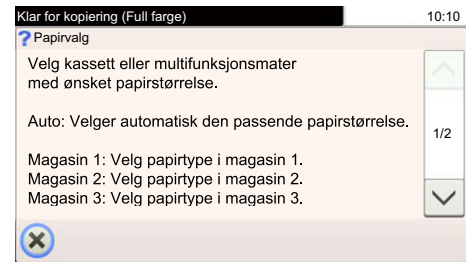 Klar for kopiering (Full farge) 10:10
? Papirvalg
Velg kassett eller multifunksjonsmater
med ønsket papirstørrelse.
Auto: Velger automatisk den passende papirstørrelse.
1/2
Magasin 1: Velg papirtype i magasin 1.
Magasin 2: Velg papirtype i magasin 2.
Magasin 3: Velg papirtype i magasin 3.